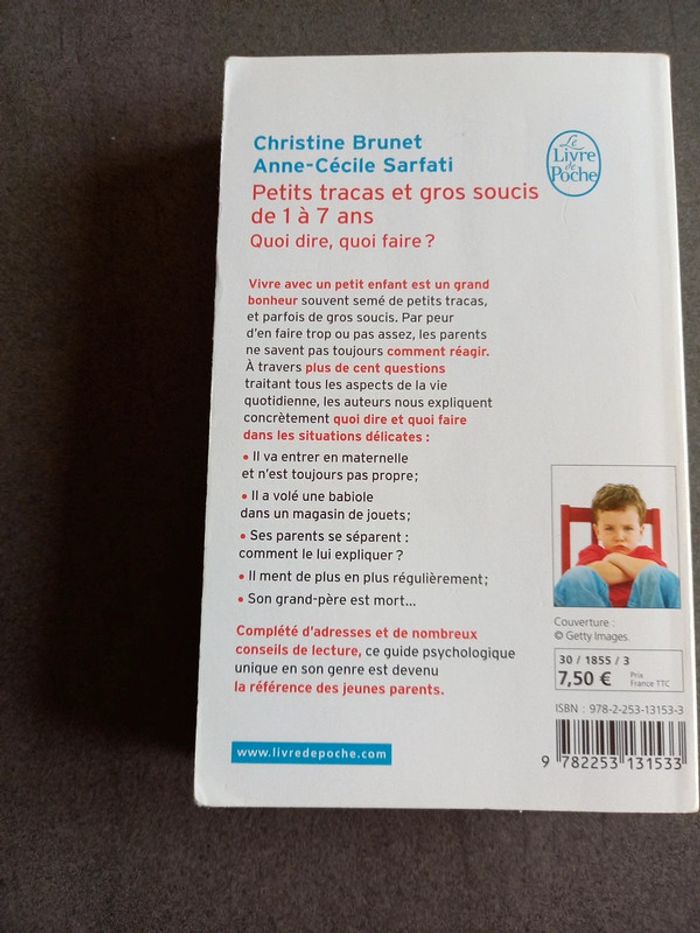 Christine Brunet
Anne-Cécile Sarfati
Petits tracas et gros soucis
de 1 à 7 ans
Quoi dire, quoi faire ?
Le
Livre
de
Poche
Vivre avec un petit enfant est un grand
bonheur souvent semé de petits tracas,
et parfois de gros soucis. Par peur
d'en faire trop ou pas assez, les parents
ne savent pas toujours comment réagir.
À travers plus de cent questions
traitant tous les aspects de la vie
quotidienne, les auteurs nous expliquent
concrètement quoi dire et quoi faire
dans les situations délicates :
• Il va entrer en maternelle
et n'est toujours pas propre ;
• Il a volé une babiole
dans un magasin de jouets ;
• Ses parents se séparent :
comment le lui expliquer ?
• Il ment de plus en plus régulièrement ;
• Son grand-père est mort...
Complété d'adresses et de nombreux
conseils de lecture, ce guide psychologique
unique en son genre est devenu
la référence des jeunes parents.
www.livredepoche.com
Couverture :
© Getty Images.
30 / 1855 / 3
7,50 €
Prix
France TTC
ISBN : 978-2-253-13153-3
9 782253 131533